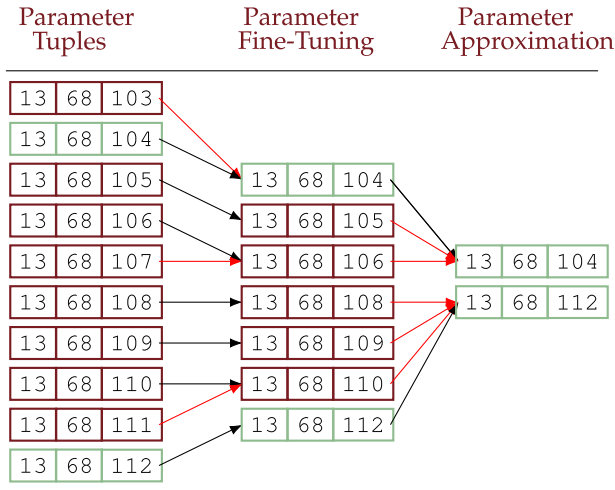 Parameter Parameter Parameter
Tuples Fine-Tuning Approximation
13 68 103
13 68 104
13 68 105 13 68 104
13 68 106 13 68 105
13 68 107 13 68 106 13 68 104
13 68 108 13 68 108 13 68 112
13 68 109 13 68 109
13 68 110 13 68 110
13 68 111 13 68 112
13 68 112